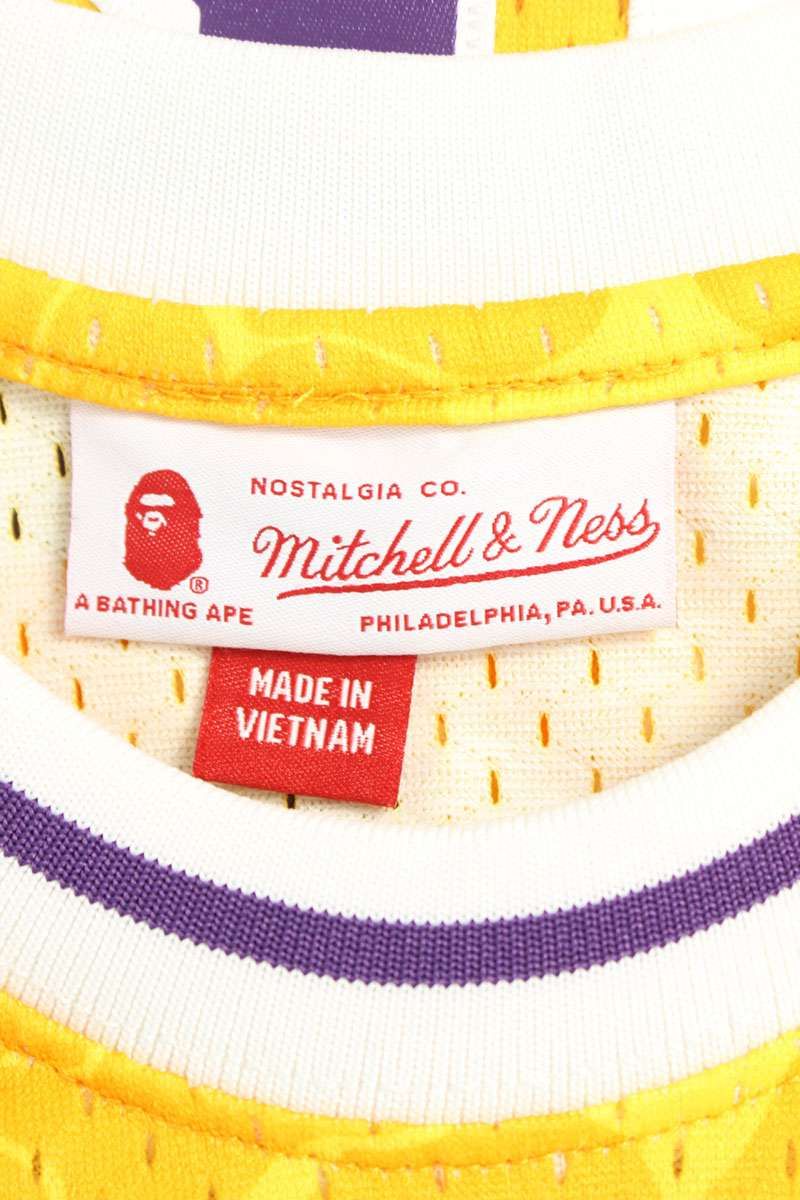 NOSTALGIA CO.
Mitchell & Ness
®
A BATHING APE
PHILADELPHIA, PA. U.S.A.
MADE IN
VIETNAM